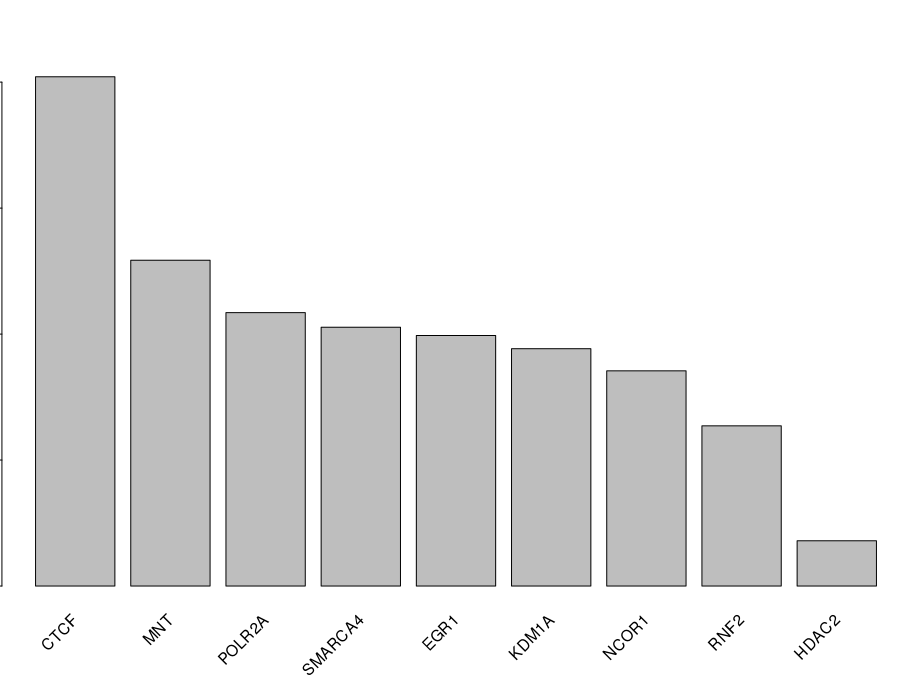 CTCF
MNT
POLR2A
SMARCA4
EGR1
KDM1A
NCOR1
RNF2
HDAC2